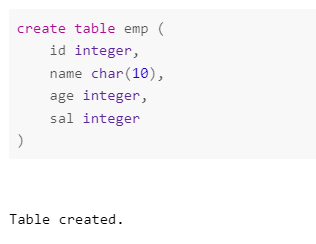 create table emp (
    id integer,
    name char(10),
    age integer,
    sal integer
)
Table created.